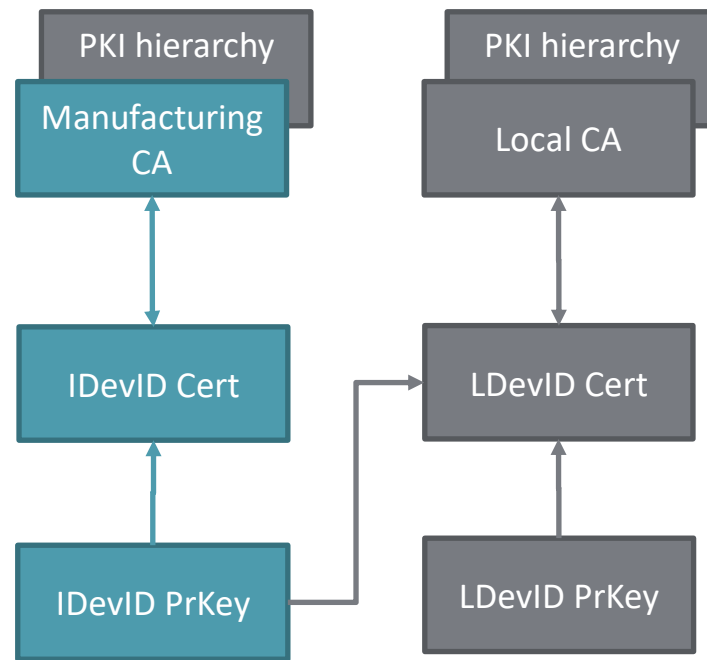 PKI hierarchy
Manufacturing
CA
IDevID Cert
IDevID PrKey
PKI hierarchy
Local CA
LDevID Cert
LDevID PrKey